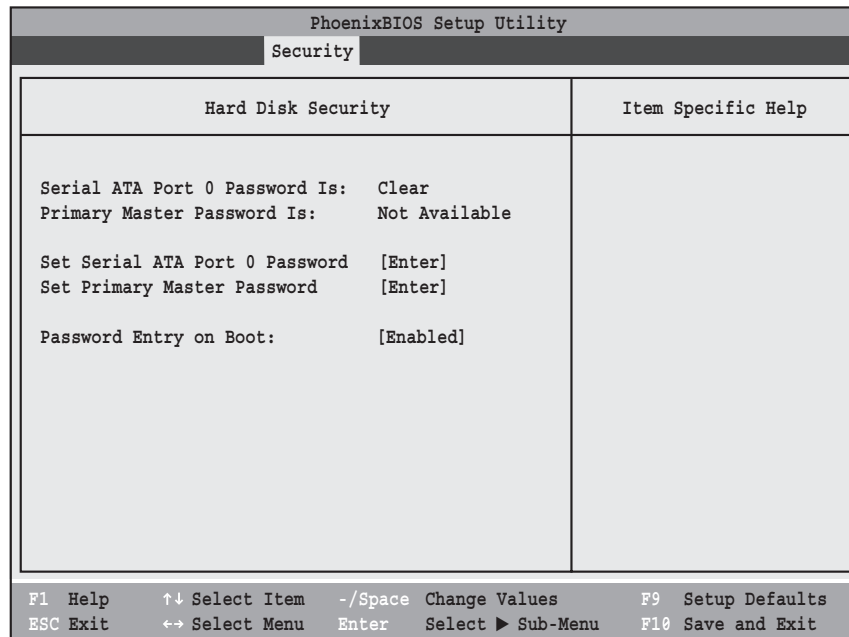 PhoenixBIOS Setup Utility
Security
Hard Disk Security
Item Specific Help
Serial ATA Port 0 Password Is: Clear
Primary Master Password Is: Not Available
Set Serial ATA Port 0 Password [Enter]
Set Primary Master Password [Enter]
Password Entry on Boot: [Enabled]
F1 Help ↑↓ Select Item -/Space Change Values F9 Setup Defaults
ESC Exit ←→ Select Menu Enter Select ▶ Sub-Menu F10 Save and Exit